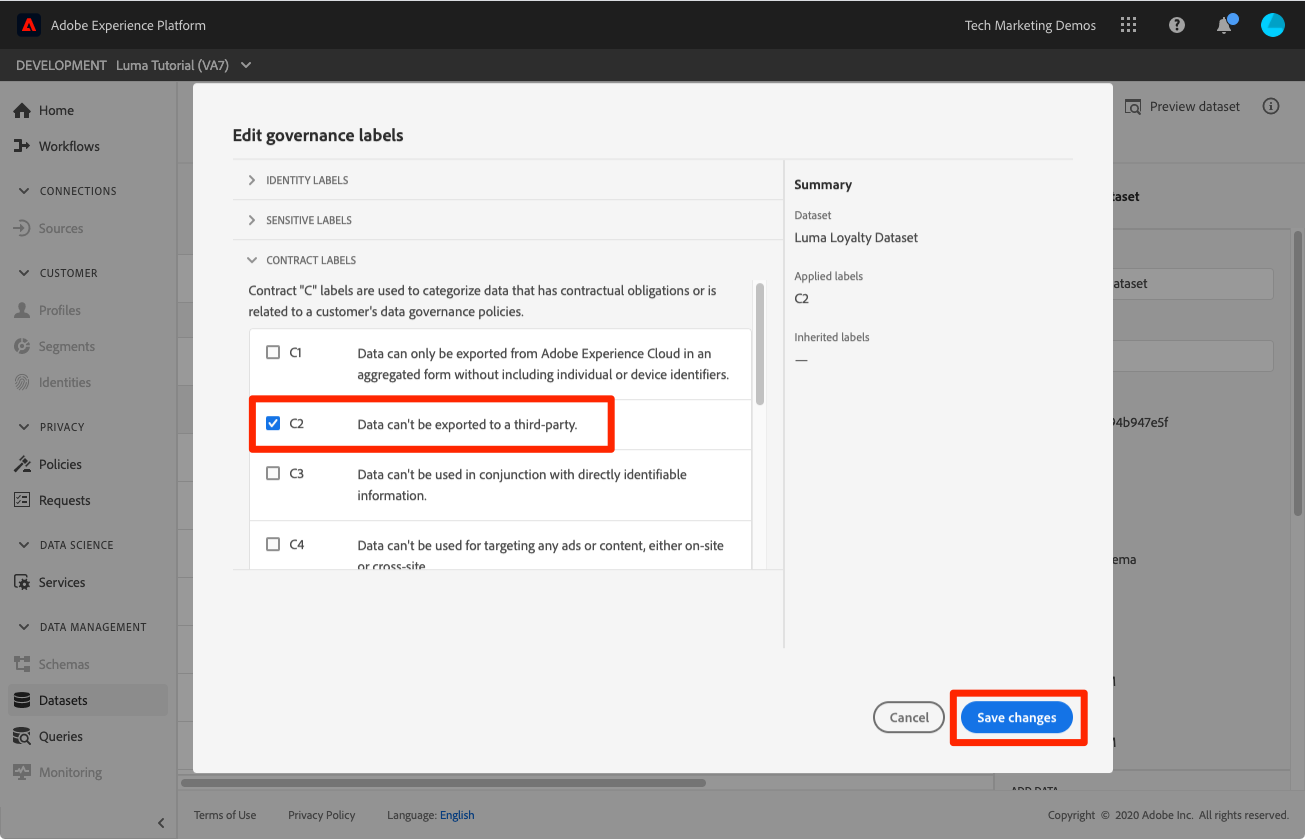 Adobe Experience Platform
Tech Marketing Demos
DEVELOPMENT Luma Tutorial (VA7)
Home
Workflows
CONNECTIONS
Sources
CUSTOMER
Profiles
Segments
Identities
PRIVACY
Policies
Requests
DATA SCIENCE
Services
DATA MANAGEMENT
Schemas
Datasets
Queries
Monitoring
Edit governance labels
IDENTITY LABELS
SENSITIVE LABELS
CONTRACT LABELS
Contract "C" labels are used to categorize data that has contractual obligations or is
related to a customer's data governance policies.
C1 Data can only be exported from Adobe Experience Cloud in an
aggregated form without including individual or device identifiers.
C2 Data can't be exported to a third-party.
C3 Data can't be used in conjunction with directly identifiable
information.
C4 Data can't be used for targeting any ads or content, either on-site
or cross-site
Summary
Dataset
Luma Loyalty Dataset
Applied labels
C2
Inherited labels
—
Cancel
Save changes
Preview dataset
taset
ataset
94b947e5f
ema
ADD DATA
Terms of Use Privacy Policy Language: English
Copyright © 2020 Adobe Inc. All rights reserved.